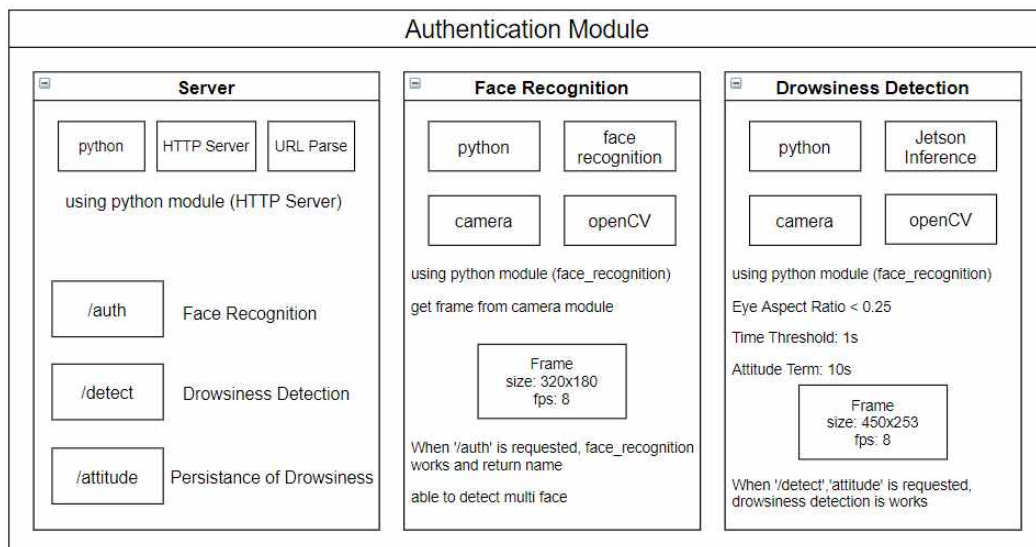 Authentication Module
Server
python
HTTP Server
URL Parse
using python module (HTTP Server)
/auth
Face Recognition
/detect
Drowsiness Detection
/attitude
Persistance of Drowsiness
Face Recognition
python
face
recognition
camera
openCV
using python module (face_recognition)
get frame from camera module
Frame
size: 320x180
fps: 8
When '/auth' is requested, face_recognition
works and return name
able to detect multi face
Drowsiness Detection
python
Jetson
Inference
camera
openCV
using python module (face_recognition)
Eye Aspect Ratio < 0.25
Time Threshold: 1s
Attitude Term: 10s
Frame
size: 450x253
fps: 8
When '/detect','attitude' is requested,
drowsiness detection is works